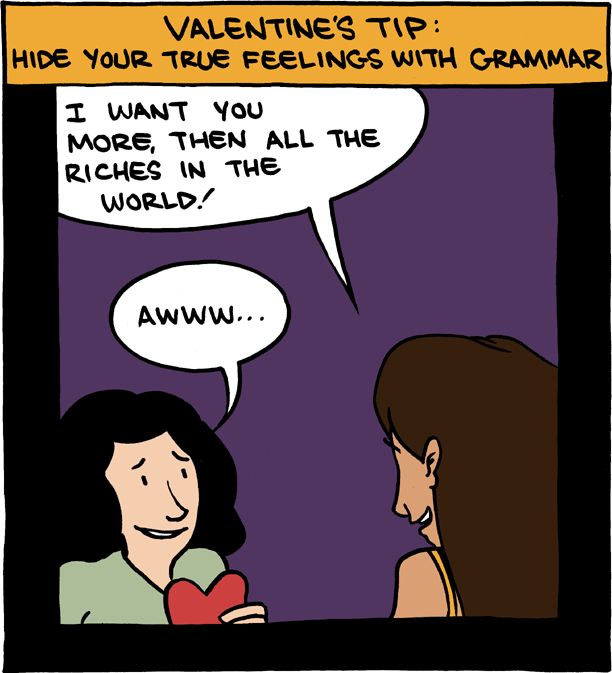 VALENTINE'S TIP:
HIDE YOUR TRUE FEELINGS WITH GRAMMAR
I WANT YOU
MORE, THEN ALL THE
RICHES IN THE
WORLD!
AWWW...